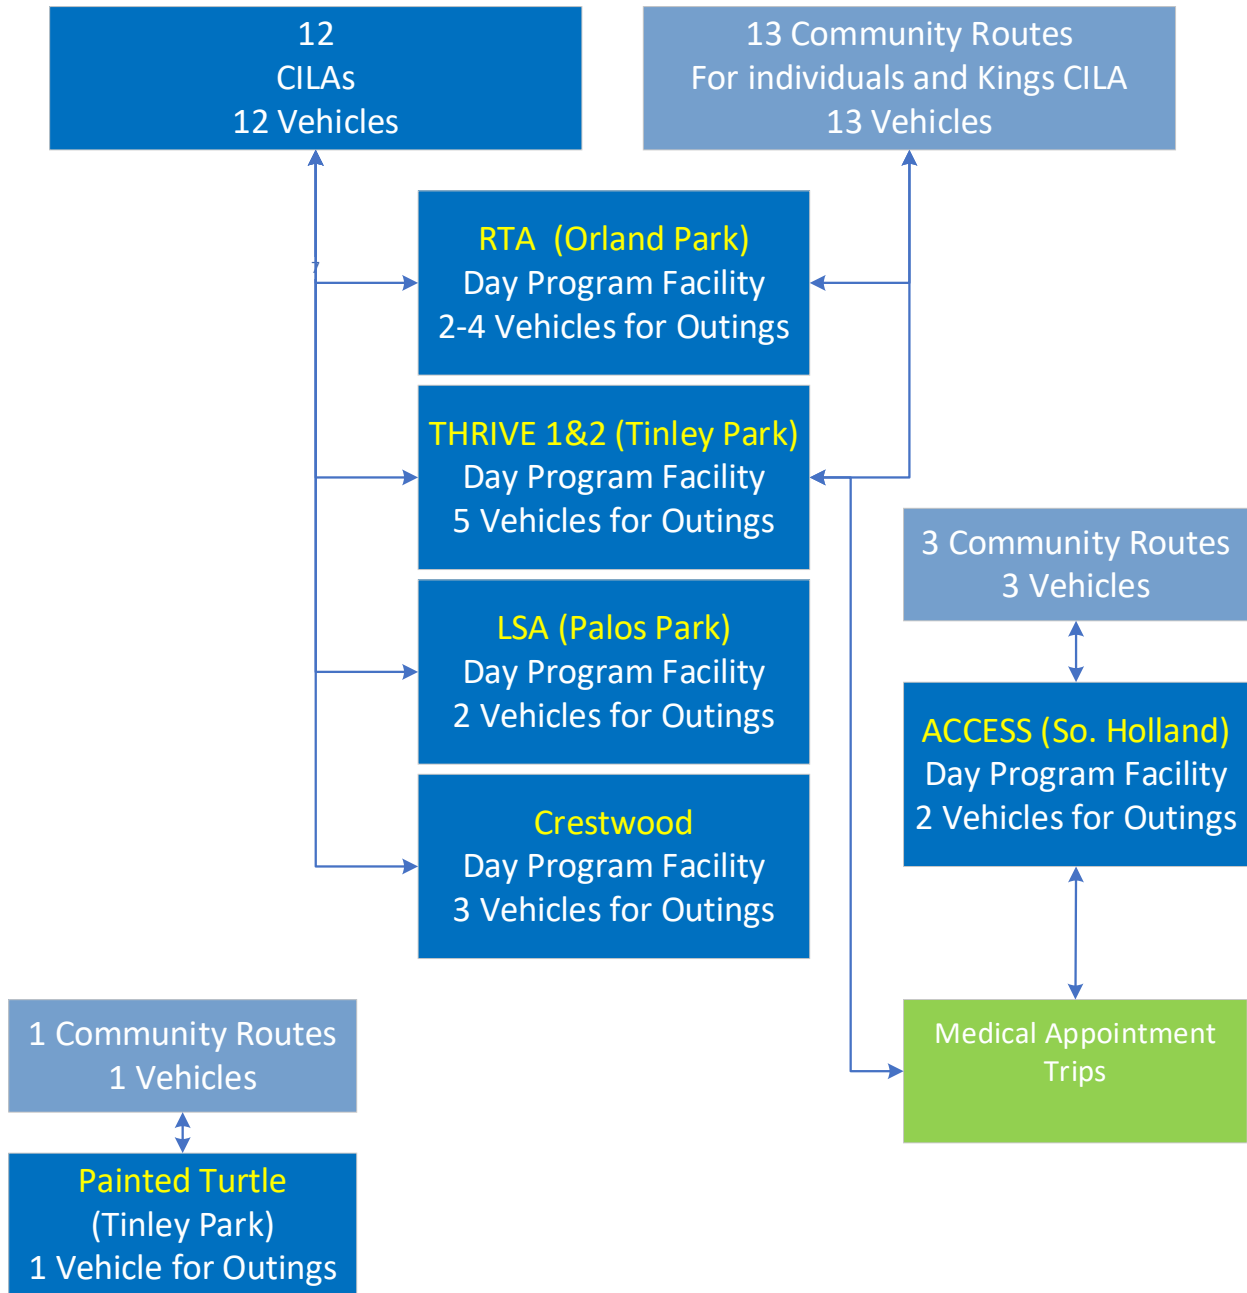 12
CILAs
12 Vehicles
13 Community Routes
For individuals and Kings CILA
13 Vehicles
RTA  (Orland Park)
Day Program Facility
2-4 Vehicles for Outings
7
THRIVE 1&2 (Tinley Park)
Day Program Facility
5 Vehicles for Outings
LSA (Palos Park)
Day Program Facility
2 Vehicles for Outings
Crestwood
Day Program Facility
3 Vehicles for Outings
3 Community Routes
3 Vehicles
ACCESS (So. Holland)
Day Program Facility
2 Vehicles for Outings
Medical Appointment
Trips
1 Community Routes
1 Vehicles
Painted Turtle
(Tinley Park)
1 Vehicle for Outings